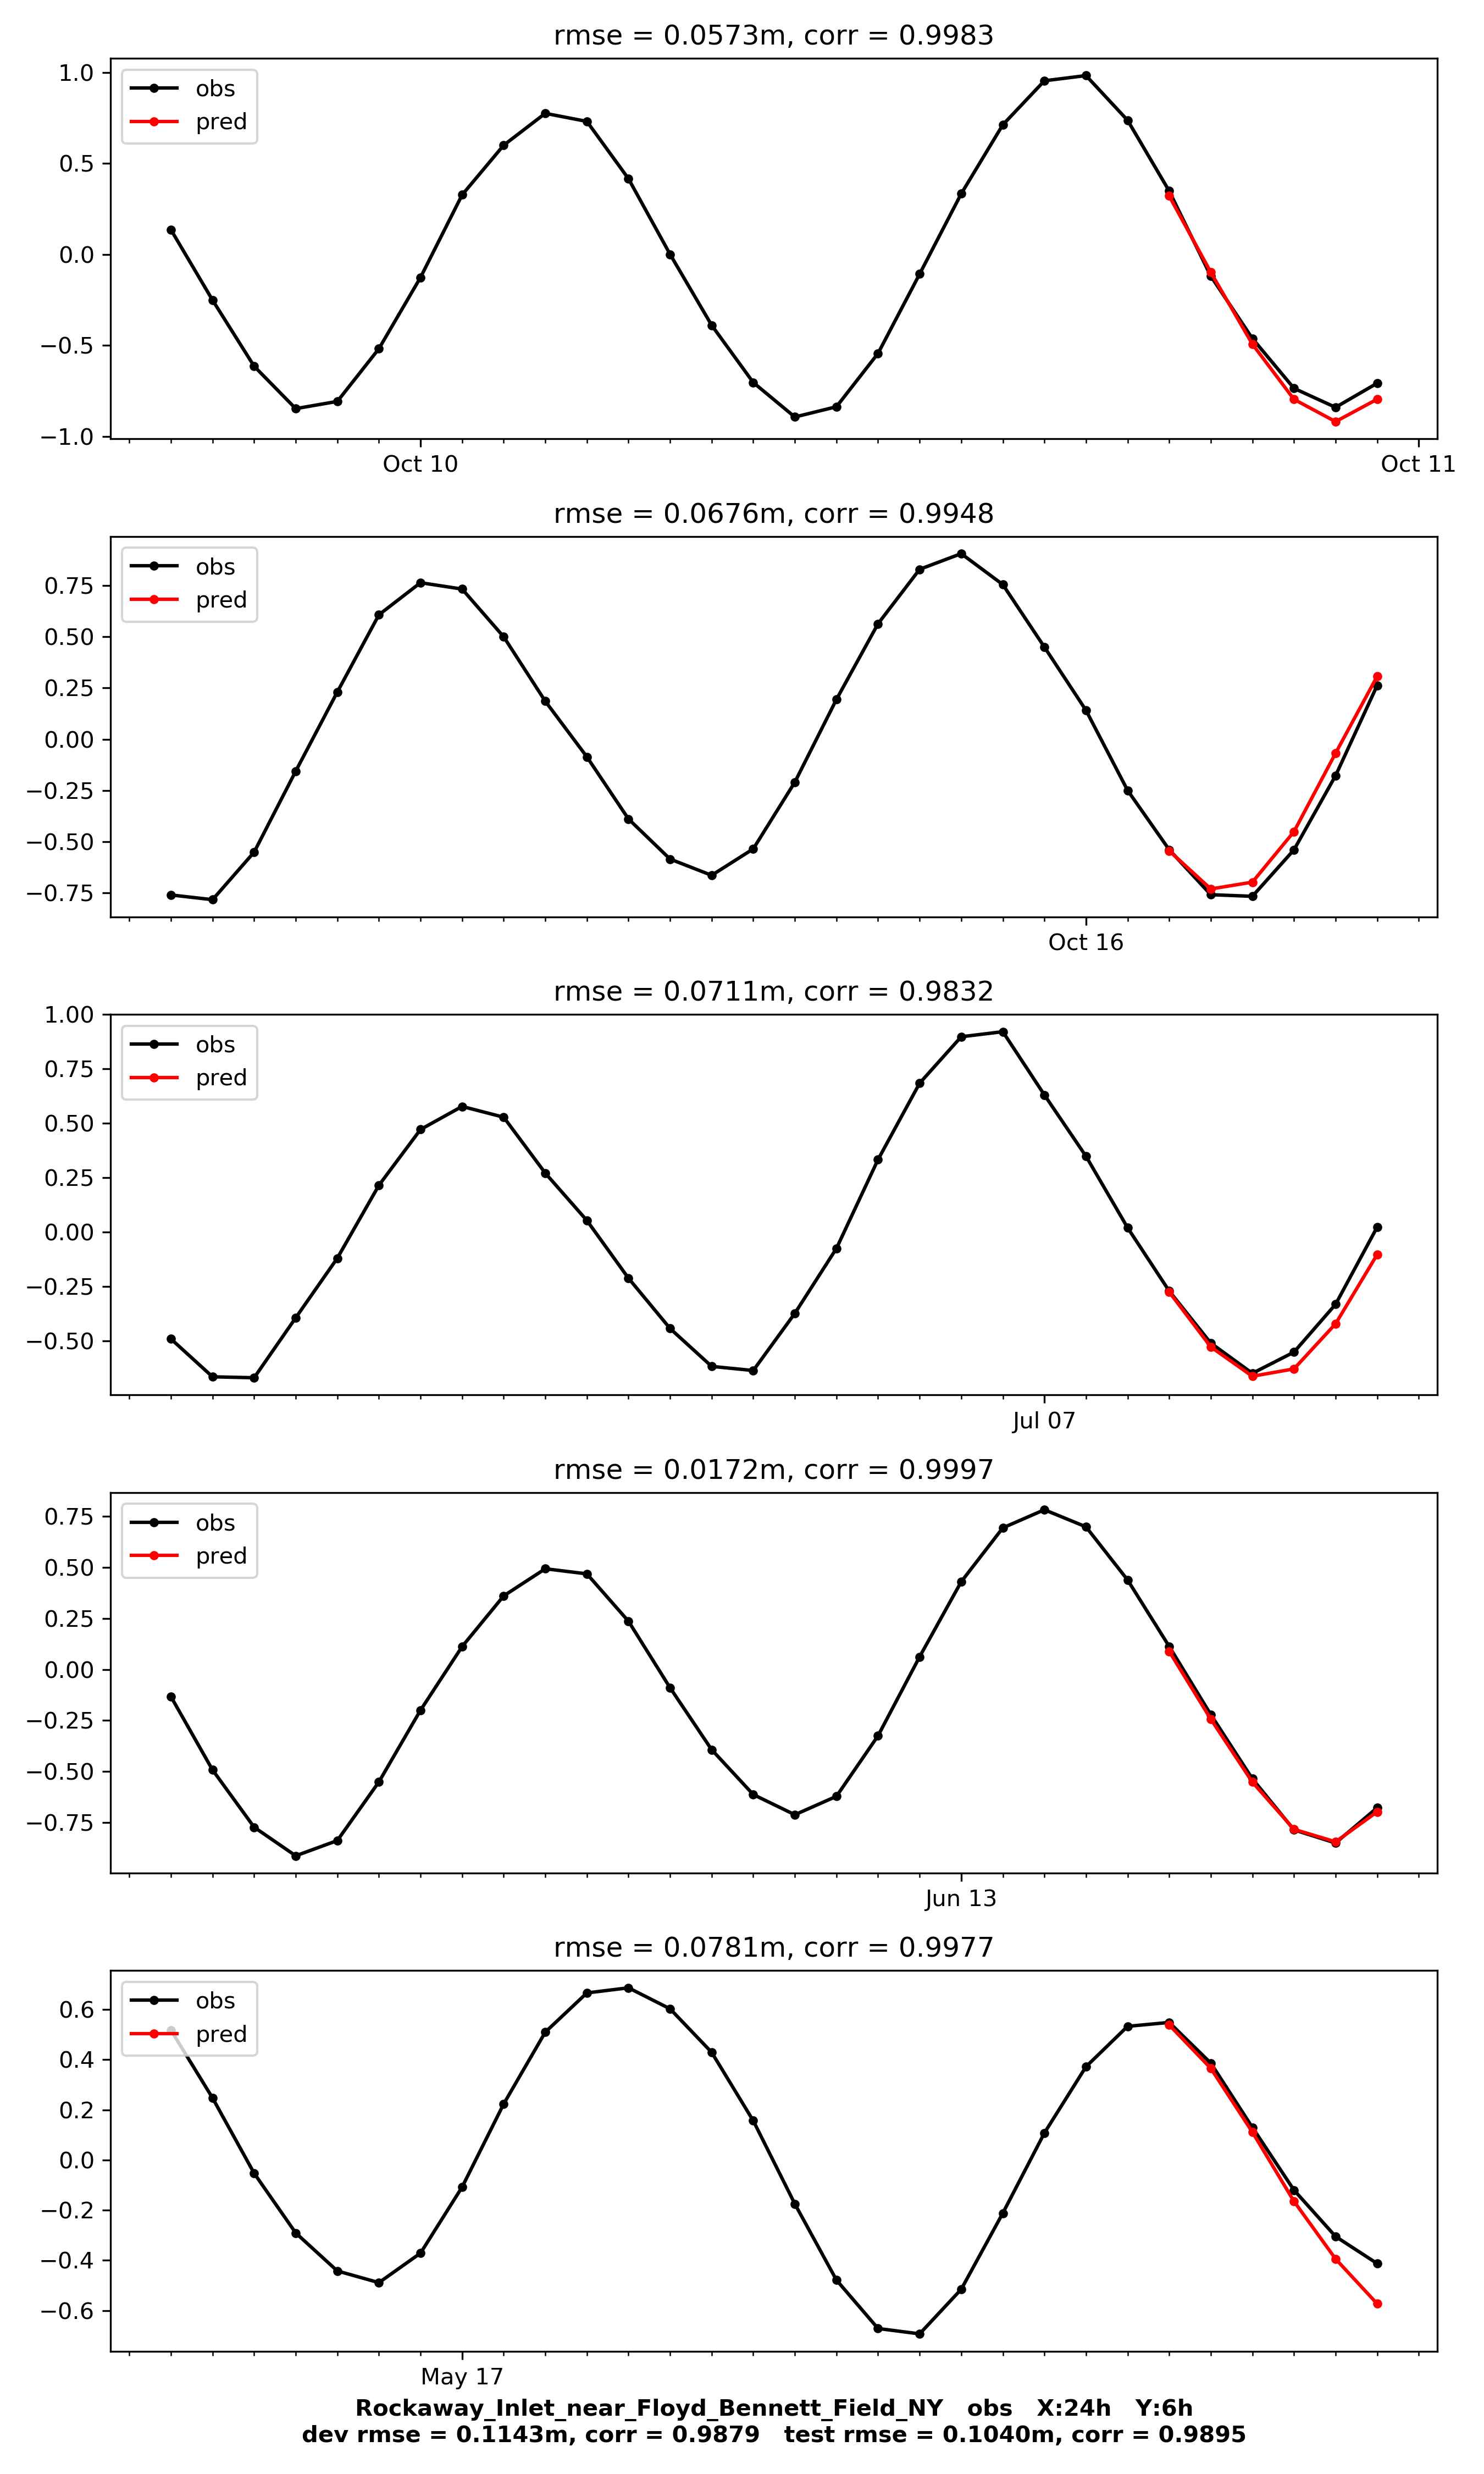 rmse = 0.0573m, corr = 0.9983
1.0
0.5
0.0
−0.5
−1.0
obs
pred
Oct 10
Oct 11
rmse = 0.0676m, corr = 0.9948
0.75
0.50
0.25
0.00
−0.25
−0.50
−0.75
obs
pred
Oct 16
rmse = 0.0711m, corr = 0.9832
1.00
0.75
0.50
0.25
0.00
−0.25
−0.50
obs
pred
Jul 07
rmse = 0.0172m, corr = 0.9997
0.75
0.50
0.25
0.00
−0.25
−0.50
−0.75
obs
pred
Jun 13
rmse = 0.0781m, corr = 0.9977
0.6
0.4
0.2
0.0
−0.2
−0.4
−0.6
obs
pred
May 17
Rockaway_Inlet_near_Floyd_Bennett_Field_NY   obs   X:24h   Y:6h
dev rmse = 0.1143m, corr = 0.9879   test rmse = 0.1040m, corr = 0.9895